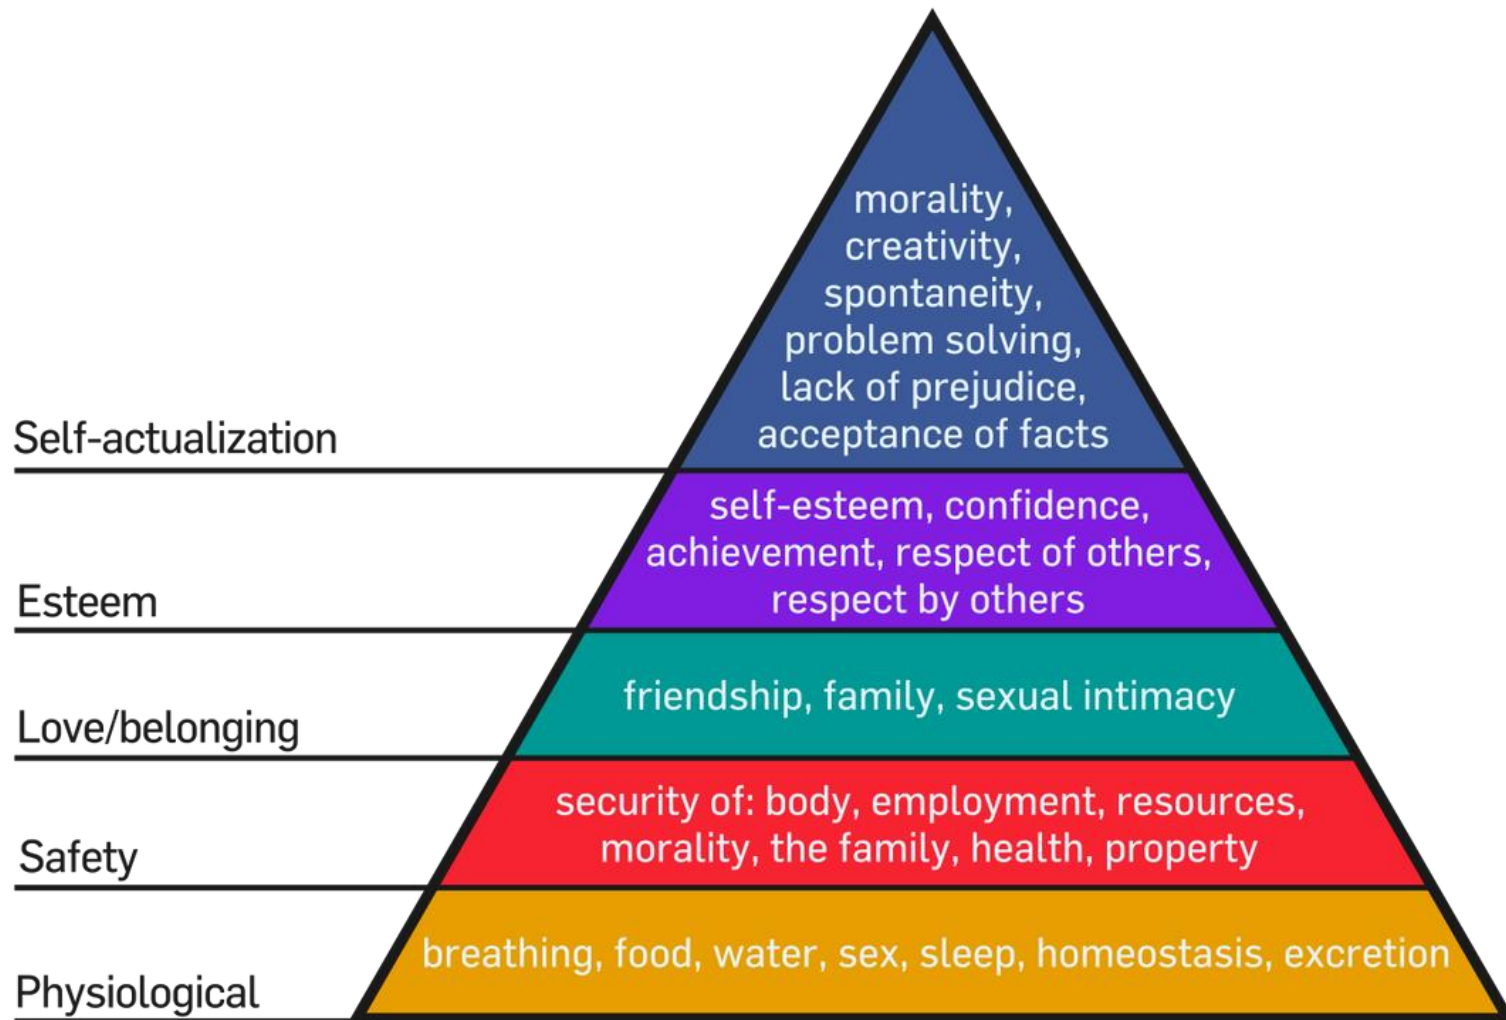 morality,
creativity,
spontaneity,
problem solving,
lack of prejudice,
acceptance of facts
Self-actualization
self-esteem, confidence,
achievement, respect of others,
respect by others
Esteem
friendship, family, sexual intimacy
Love/belonging
security of: body, employment, resources,
morality, the family, health, property
Safety
breathing, food, water, sex, sleep, homeostasis, excretion
Physiological